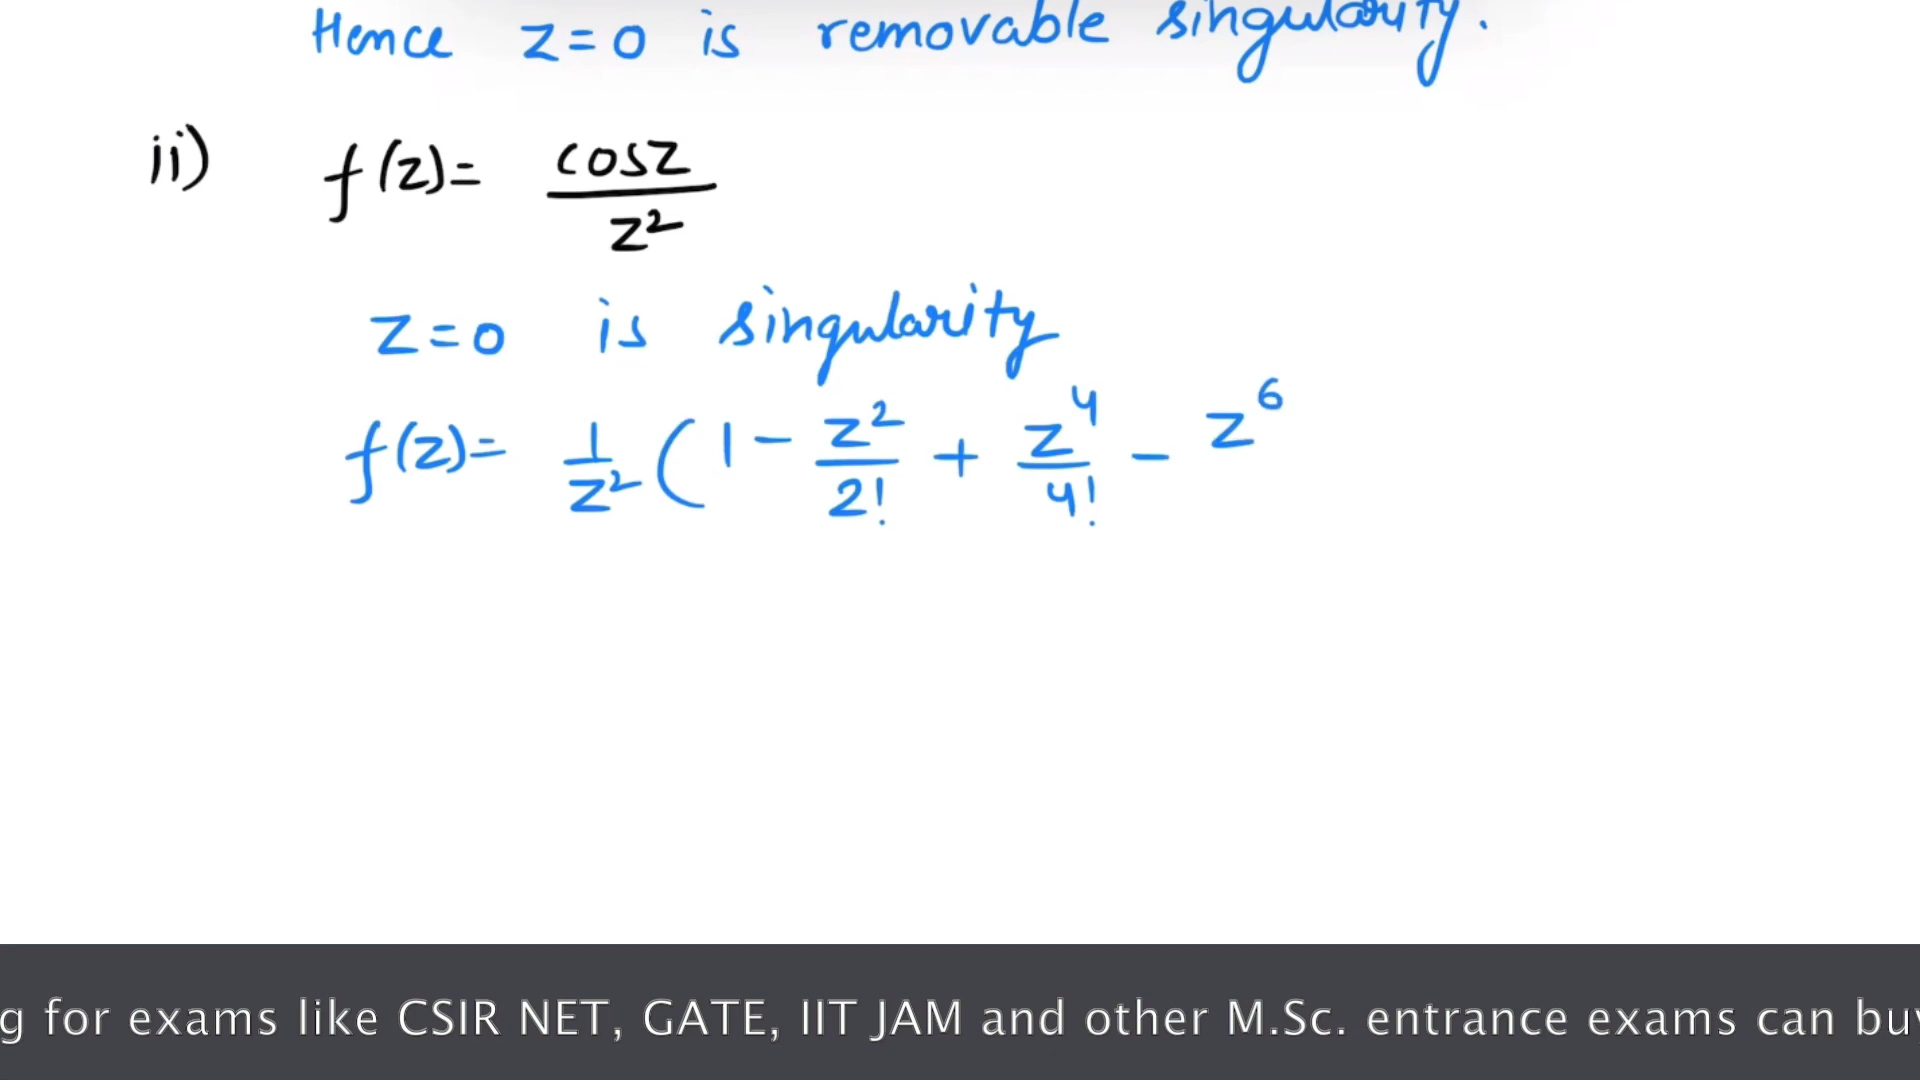 Hence z=0 is removable singularity.
ii) f(z)= cosz / z²
z=0 is singularity
f(z)= 1/z² (1 - z²/2! + z⁴/4! - z⁶
g for exams like CSIR NET, GATE, IIT JAM and other M.Sc. entrance exams can buy